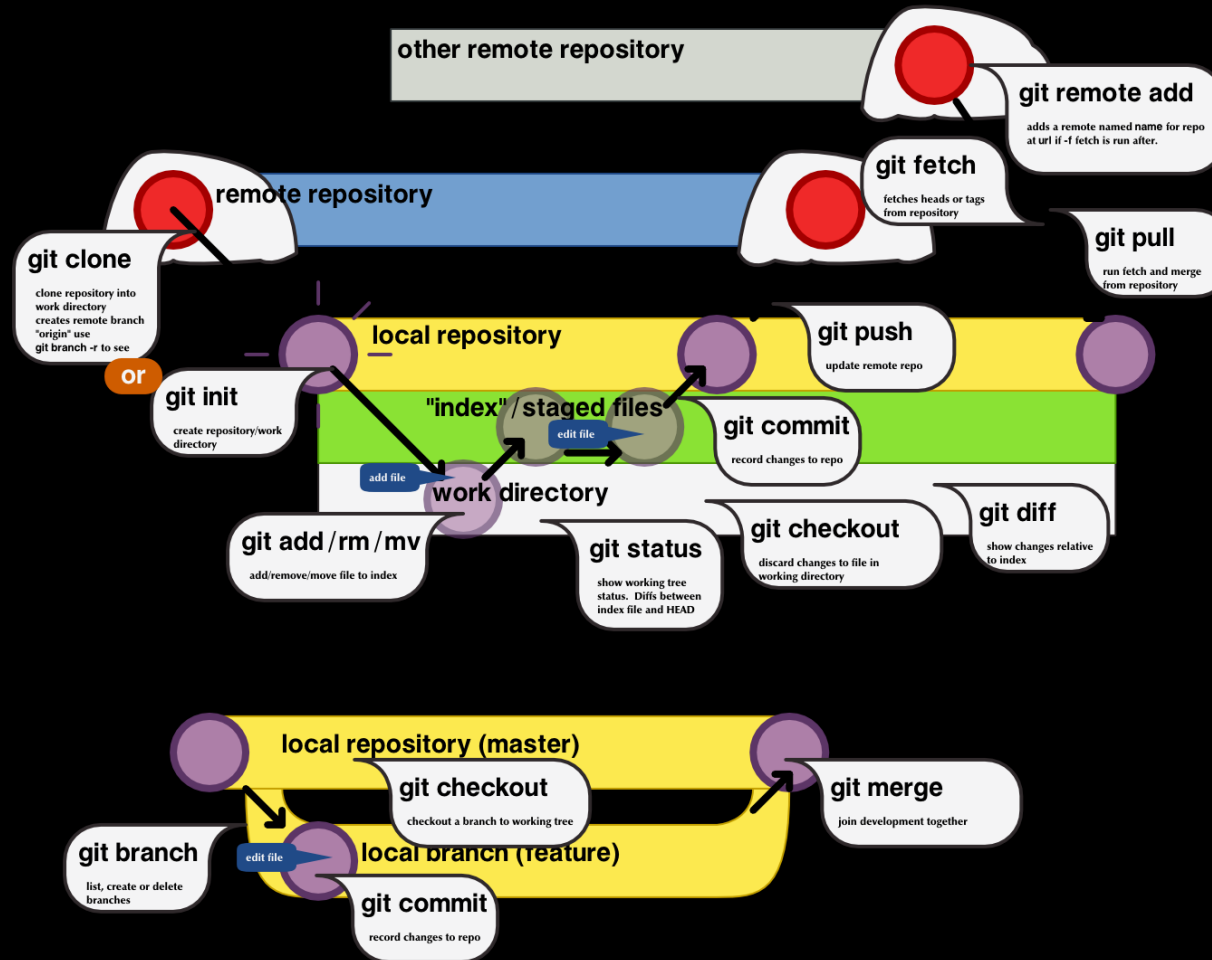 other remote repository
git remote add
adds a remote named name for repo
at url if -f fetch is run after.
git fetch
fetches heads or tags
from repository
remote repository
git pull
run fetch and merge
from repository
git clone
clone repository into
work directory
creates remote branch
"origin" use
git branch -r to see
or
git init
create repository/work
directory
local repository
git push
update remote repo
"index"/staged files
edit file
git commit
record changes to repo
add file
work directory
git add/rm/mv
add/remove/move file to index
git status
show working tree
status. Diffs between
index file and HEAD
git checkout
discard changes to file in
working directory
git diff
show changes relative
to index
local repository (master)
git checkout
checkout a branch to working tree
git merge
join development together
git branch
list, create or delete
branches
edit file
local branch (feature)
git commit
record changes to repo